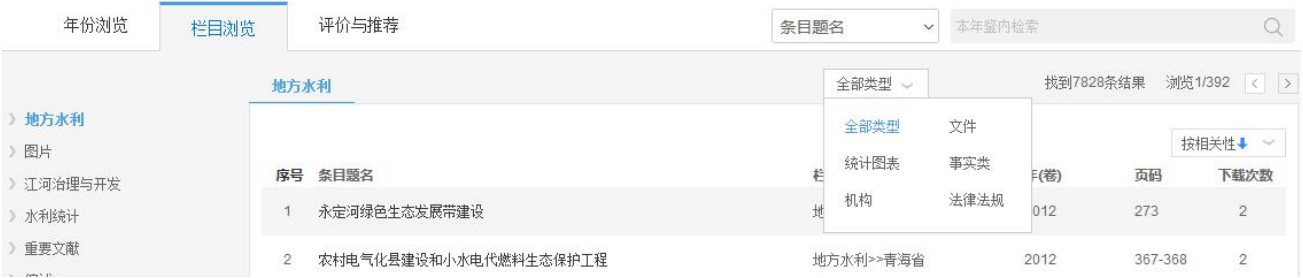 年份浏览 栏目浏览 评价与推荐 条目题名 本年鉴内检索
地方水利 全部类型 找到7828条结果 浏览1/392 < >
地方水利
图片
江河治理与开发
水利统计
重要文献
全部类型 文件
统计图表 事实类
机构 法律法规
按相关性
序号 条目题名 页码 下载次数
1 永定河绿色生态发展带建设 273 2
2 农村电气化县建设和小水电代燃料生态保护工程 地方水利>>青海省 2012 367-368 2